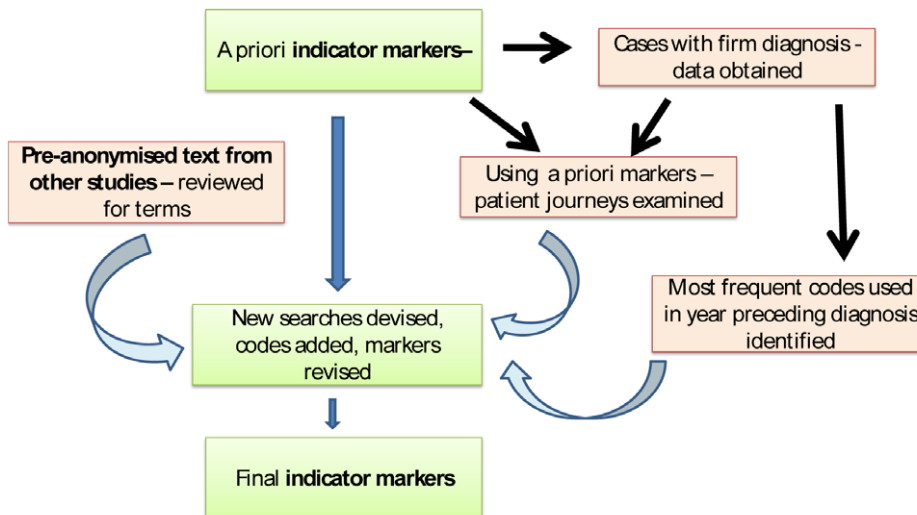 A priori indicator markers–
Cases with firm diagnosis -
data obtained
Pre-anonymised text from
other studies – reviewed
for terms
Using a priori markers –
patient journeys examined
Most frequent codes used
in year preceding diagnosis
identified
New searches devised,
codes added, markers
revised
Final indicator markers